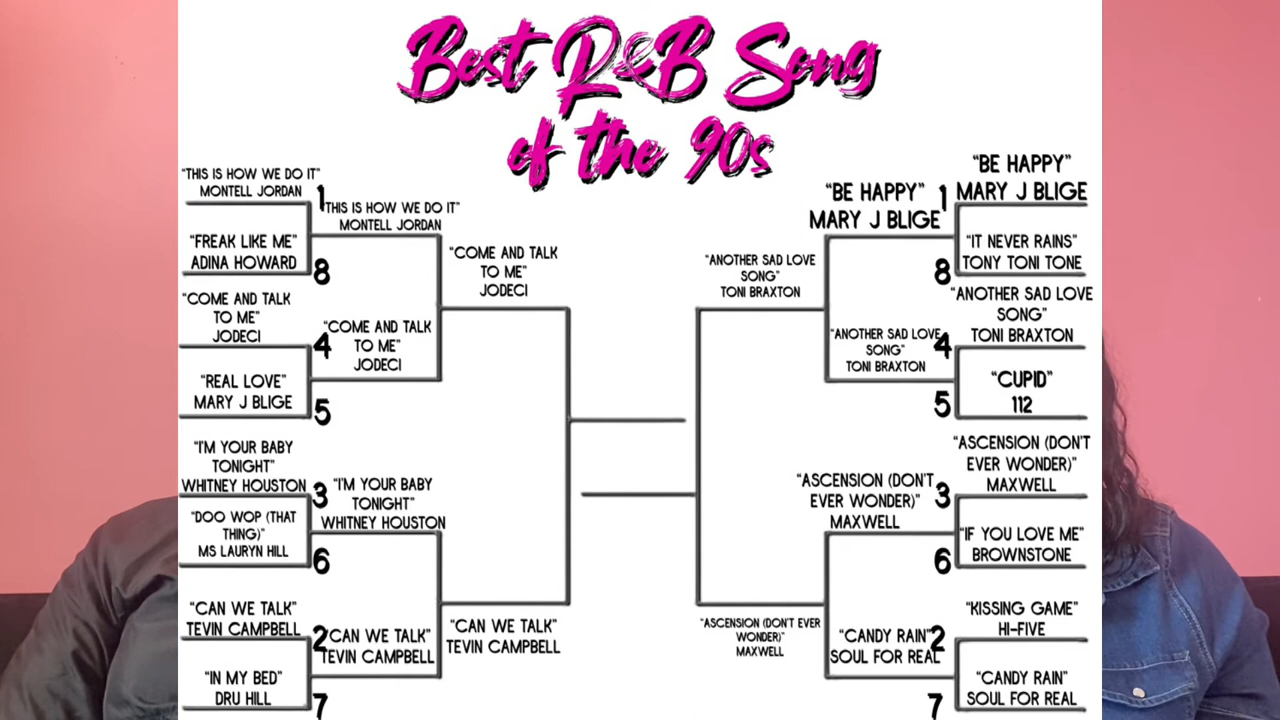 Best R&B Song
of the 90s
"THIS IS HOW WE DO IT"
MONTELL JORDAN
1
"FREAK LIKE ME"
ADINA HOWARD
8
"COME AND TALK
TO ME"
JODECI
4
"REAL LOVE"
MARY J BLIGE
5
"I'M YOUR BABY
TONIGHT"
WHITNEY HOUSTON
3
"DOO WOP (THAT
THING)"
MS LAURYN HILL
6
"CAN WE TALK"
TEVIN CAMPBELL
2
"IN MY BED"
DRU HILL
7
"THIS IS HOW WE DO IT"
MONTELL JORDAN
"COME AND TALK
TO ME"
JODECI
"I'M YOUR BABY
TONIGHT"
WHITNEY HOUSTON
"CAN WE TALK"
TEVIN CAMPBELL
"COME AND TALK
TO ME"
JODECI
"CAN WE TALK"
TEVIN CAMPBELL
"ANOTHER SAD LOVE
SONG"
TONI BRAXTON
"ASCENSION (DON'T EVER
WONDER)"
MAXWELL
"BE HAPPY"
MARY J BLIGE
"ANOTHER SAD LOVE
SONG"
TONI BRAXTON
"ASCENSION (DON'T
EVER WONDER)"
MAXWELL
"CANDY RAIN"
SOUL FOR REAL
1
"BE HAPPY"
MARY J BLIGE
8
"IT NEVER RAINS"
TONY TONI TONE
4
"ANOTHER SAD LOVE
SONG"
TONI BRAXTON
5
"CUPID"
112
3
"ASCENSION (DON'T
EVER WONDER)"
MAXWELL
6
"IF YOU LOVE ME"
BROWNSTONE
2
"KISSING GAME"
HI-FIVE
7
"CANDY RAIN"
SOUL FOR REAL